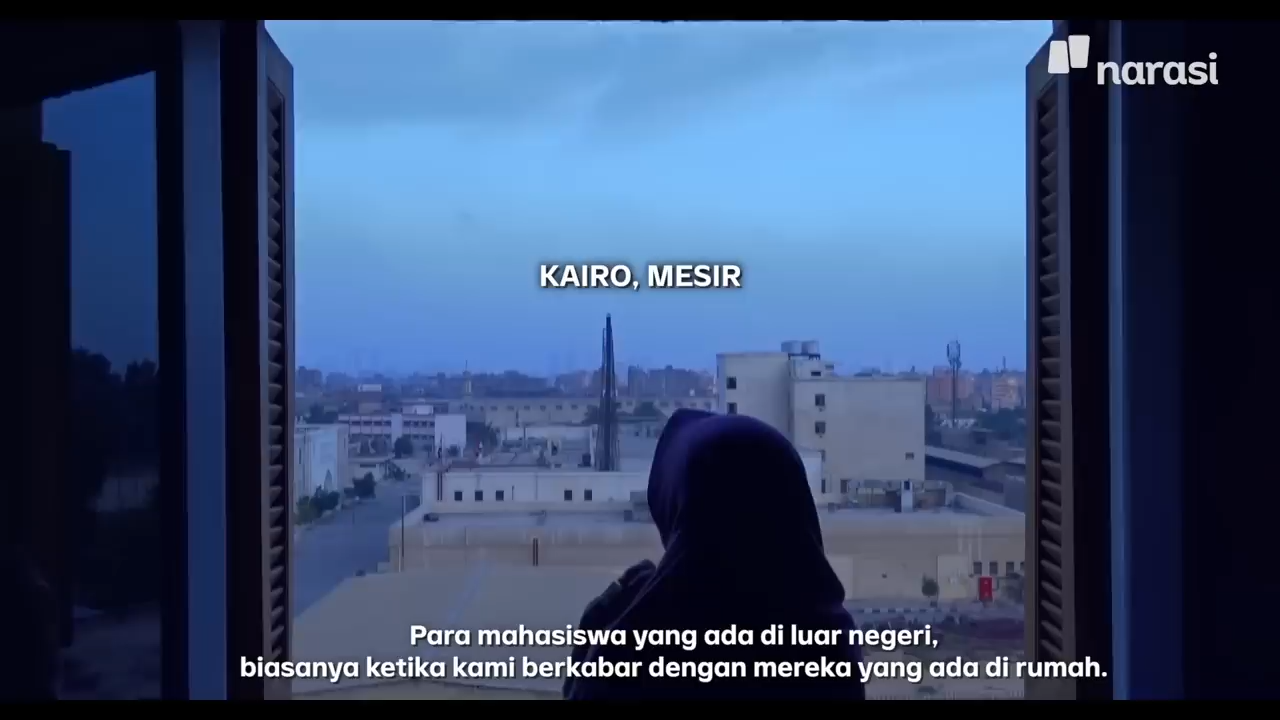 narasi
KAIRO, MESIR
Para mahasiswa yang ada di luar negeri,
biasanya ketika kami berkabar dengan mereka yang ada di rumah.